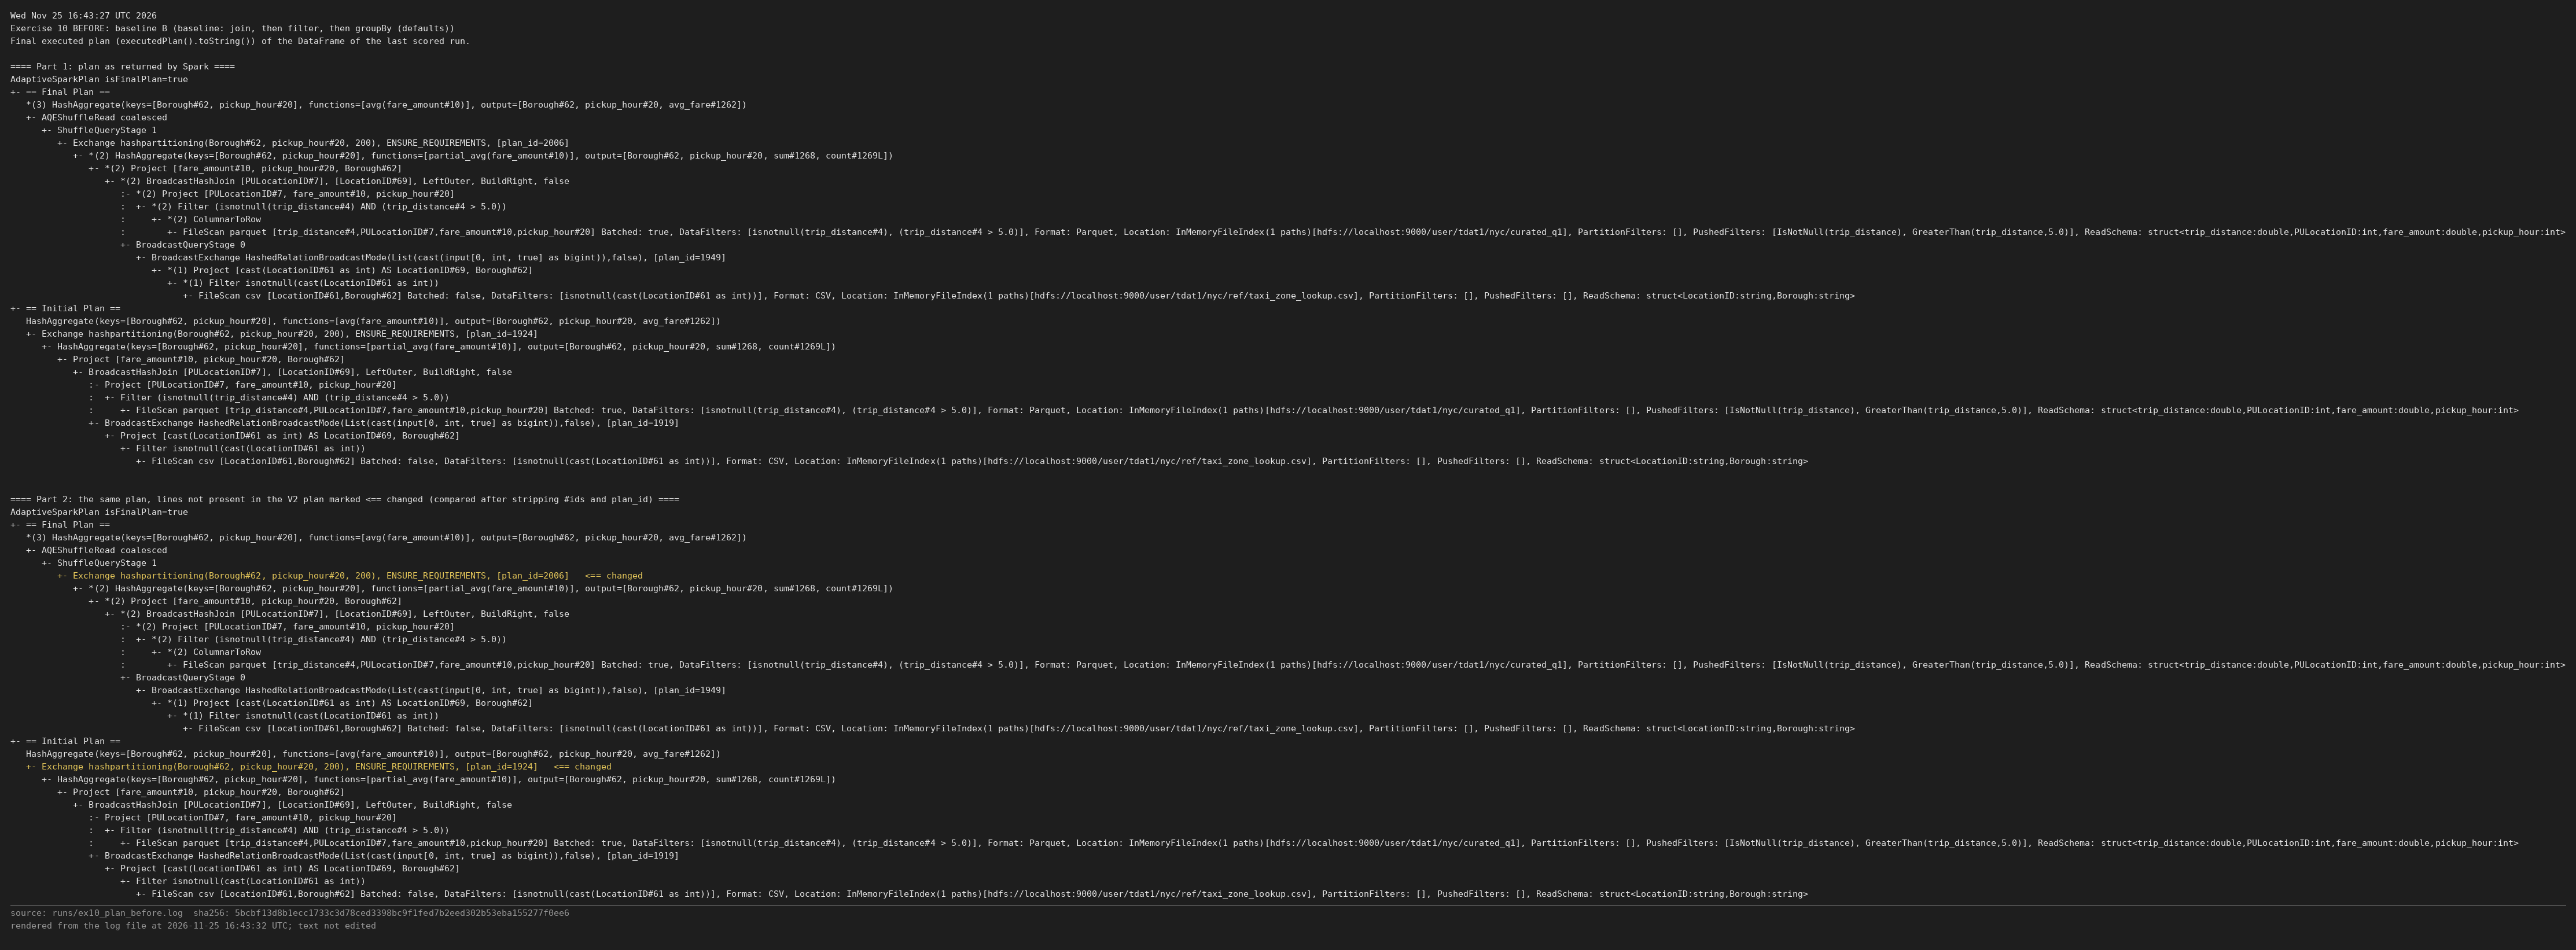 Wed Nov 25 16:43:27 UTC 2026
Exercise 10 BEFORE: baseline B (baseline: join, then filter, then groupBy (defaults))
Final executed plan (executedPlan().toString()) of the DataFrame of the last scored run.

==== Part 1: plan as returned by Spark ====
AdaptiveSparkPlan isFinalPlan=true
+- == Final Plan ==
   *(3) HashAggregate(keys=[Borough#62, pickup_hour#20], functions=[avg(fare_amount#10)], output=[Borough#62, pickup_hour#20, avg_fare#1262])
   +- AQEShuffleRead coalesced
      +- ShuffleQueryStage 1
         +- Exchange hashpartitioning(Borough#62, pickup_hour#20, 200), ENSURE_REQUIREMENTS, [plan_id=2006]
            +- *(2) HashAggregate(keys=[Borough#62, pickup_hour#20], functions=[partial_avg(fare_amount#10)], output=[Borough#62, pickup_hour#20, sum#1268, count#1269L])
               +- *(2) Project [fare_amount#10, pickup_hour#20, Borough#62]
                  +- *(2) BroadcastHashJoin [PULocationID#7], [LocationID#69], LeftOuter, BuildRight, false
                     :- *(2) Project [PULocationID#7, fare_amount#10, pickup_hour#20]
                     :  +- *(2) Filter (isnotnull(trip_distance#4) AND (trip_distance#4 > 5.0))
                     :     +- *(2) ColumnarToRow
                     :        +- FileScan parquet [trip_distance#4,PULocationID#7,fare_amount#10,pickup_hour#20] Batched: true, DataFilters: [isnotnull(trip_distance#4), (trip_distance#4 > 5.0)], Format: Parquet, Location: InMemoryFileIndex(1 paths)[hdfs://localhost:9000/user/tdat1/nyc/curated_q1], PartitionFilters: [], PushedFilters: [IsNotNull(trip_distance), GreaterThan(trip_distance,5.0)], ReadSchema: struct<trip_distance:double,PULocationID:int,fare_amount:double,pickup_hour:int>
                     +- BroadcastQueryStage 0
                        +- BroadcastExchange HashedRelationBroadcastMode(List(cast(input[0, int, true] as bigint)),false), [plan_id=1949]
                           +- *(1) Project [cast(LocationID#61 as int) AS LocationID#69, Borough#62]
                              +- *(1) Filter isnotnull(cast(LocationID#61 as int))
                                 +- FileScan csv [LocationID#61,Borough#62] Batched: false, DataFilters: [isnotnull(cast(LocationID#61 as int))], Format: CSV, Location: InMemoryFileIndex(1 paths)[hdfs://localhost:9000/user/tdat1/nyc/ref/taxi_zone_lookup.csv], PartitionFilters: [], PushedFilters: [], ReadSchema: struct<LocationID:string,Borough:string>
+- == Initial Plan ==
   HashAggregate(keys=[Borough#62, pickup_hour#20], functions=[avg(fare_amount#10)], output=[Borough#62, pickup_hour#20, avg_fare#1262])
   +- Exchange hashpartitioning(Borough#62, pickup_hour#20, 200), ENSURE_REQUIREMENTS, [plan_id=1924]
      +- HashAggregate(keys=[Borough#62, pickup_hour#20], functions=[partial_avg(fare_amount#10)], output=[Borough#62, pickup_hour#20, sum#1268, count#1269L])
         +- Project [fare_amount#10, pickup_hour#20, Borough#62]
            +- BroadcastHashJoin [PULocationID#7], [LocationID#69], LeftOuter, BuildRight, false
               :- Project [PULocationID#7, fare_amount#10, pickup_hour#20]
               :  +- Filter (isnotnull(trip_distance#4) AND (trip_distance#4 > 5.0))
               :     +- FileScan parquet [trip_distance#4,PULocationID#7,fare_amount#10,pickup_hour#20] Batched: true, DataFilters: [isnotnull(trip_distance#4), (trip_distance#4 > 5.0)], Format: Parquet, Location: InMemoryFileIndex(1 paths)[hdfs://localhost:9000/user/tdat1/nyc/curated_q1], PartitionFilters: [], PushedFilters: [IsNotNull(trip_distance), GreaterThan(trip_distance,5.0)], ReadSchema: struct<trip_distance:double,PULocationID:int,fare_amount:double,pickup_hour:int>
               +- BroadcastExchange HashedRelationBroadcastMode(List(cast(input[0, int, true] as bigint)),false), [plan_id=1919]
                  +- Project [cast(LocationID#61 as int) AS LocationID#69, Borough#62]
                     +- Filter isnotnull(cast(LocationID#61 as int))
                        +- FileScan csv [LocationID#61,Borough#62] Batched: false, DataFilters: [isnotnull(cast(LocationID#61 as int))], Format: CSV, Location: InMemoryFileIndex(1 paths)[hdfs://localhost:9000/user/tdat1/nyc/ref/taxi_zone_lookup.csv], PartitionFilters: [], PushedFilters: [], ReadSchema: struct<LocationID:string,Borough:string>

==== Part 2: the same plan, lines not present in the V2 plan marked <== changed (compared after stripping #ids and plan_id) ====
AdaptiveSparkPlan isFinalPlan=true
+- == Final Plan ==
   *(3) HashAggregate(keys=[Borough#62, pickup_hour#20], functions=[avg(fare_amount#10)], output=[Borough#62, pickup_hour#20, avg_fare#1262])
   +- AQEShuffleRead coalesced
      +- ShuffleQueryStage 1
         +- Exchange hashpartitioning(Borough#62, pickup_hour#20, 200), ENSURE_REQUIREMENTS, [plan_id=2006]   <== changed
            +- *(2) HashAggregate(keys=[Borough#62, pickup_hour#20], functions=[partial_avg(fare_amount#10)], output=[Borough#62, pickup_hour#20, sum#1268, count#1269L])
               +- *(2) Project [fare_amount#10, pickup_hour#20, Borough#62]
                  +- *(2) BroadcastHashJoin [PULocationID#7], [LocationID#69], LeftOuter, BuildRight, false
                     :- *(2) Project [PULocationID#7, fare_amount#10, pickup_hour#20]
                     :  +- *(2) Filter (isnotnull(trip_distance#4) AND (trip_distance#4 > 5.0))
                     :     +- *(2) ColumnarToRow
                     :        +- FileScan parquet [trip_distance#4,PULocationID#7,fare_amount#10,pickup_hour#20] Batched: true, DataFilters: [isnotnull(trip_distance#4), (trip_distance#4 > 5.0)], Format: Parquet, Location: InMemoryFileIndex(1 paths)[hdfs://localhost:9000/user/tdat1/nyc/curated_q1], PartitionFilters: [], PushedFilters: [IsNotNull(trip_distance), GreaterThan(trip_distance,5.0)], ReadSchema: struct<trip_distance:double,PULocationID:int,fare_amount:double,pickup_hour:int>
                     +- BroadcastQueryStage 0
                        +- BroadcastExchange HashedRelationBroadcastMode(List(cast(input[0, int, true] as bigint)),false), [plan_id=1949]
                           +- *(1) Project [cast(LocationID#61 as int) AS LocationID#69, Borough#62]
                              +- *(1) Filter isnotnull(cast(LocationID#61 as int))
                                 +- FileScan csv [LocationID#61,Borough#62] Batched: false, DataFilters: [isnotnull(cast(LocationID#61 as int))], Format: CSV, Location: InMemoryFileIndex(1 paths)[hdfs://localhost:9000/user/tdat1/nyc/ref/taxi_zone_lookup.csv], PartitionFilters: [], PushedFilters: [], ReadSchema: struct<LocationID:string,Borough:string>
+- == Initial Plan ==
   HashAggregate(keys=[Borough#62, pickup_hour#20], functions=[avg(fare_amount#10)], output=[Borough#62, pickup_hour#20, avg_fare#1262])
   +- Exchange hashpartitioning(Borough#62, pickup_hour#20, 200), ENSURE_REQUIREMENTS, [plan_id=1924]   <== changed
      +- HashAggregate(keys=[Borough#62, pickup_hour#20], functions=[partial_avg(fare_amount#10)], output=[Borough#62, pickup_hour#20, sum#1268, count#1269L])
         +- Project [fare_amount#10, pickup_hour#20, Borough#62]
            +- BroadcastHashJoin [PULocationID#7], [LocationID#69], LeftOuter, BuildRight, false
               :- Project [PULocationID#7, fare_amount#10, pickup_hour#20]
               :  +- Filter (isnotnull(trip_distance#4) AND (trip_distance#4 > 5.0))
               :     +- FileScan parquet [trip_distance#4,PULocationID#7,fare_amount#10,pickup_hour#20] Batched: true, DataFilters: [isnotnull(trip_distance#4), (trip_distance#4 > 5.0)], Format: Parquet, Location: InMemoryFileIndex(1 paths)[hdfs://localhost:9000/user/tdat1/nyc/curated_q1], PartitionFilters: [], PushedFilters: [IsNotNull(trip_distance), GreaterThan(trip_distance,5.0)], ReadSchema: struct<trip_distance:double,PULocationID:int,fare_amount:double,pickup_hour:int>
               +- BroadcastExchange HashedRelationBroadcastMode(List(cast(input[0, int, true] as bigint)),false), [plan_id=1919]
                  +- Project [cast(LocationID#61 as int) AS LocationID#69, Borough#62]
                     +- Filter isnotnull(cast(LocationID#61 as int))
                        +- FileScan csv [LocationID#61,Borough#62] Batched: false, DataFilters: [isnotnull(cast(LocationID#61 as int))], Format: CSV, Location: InMemoryFileIndex(1 paths)[hdfs://localhost:9000/user/tdat1/nyc/ref/taxi_zone_lookup.csv], PartitionFilters: [], PushedFilters: [], ReadSchema: struct<LocationID:string,Borough:string>
source: runs/ex10_plan_before.log  sha256: 5bcbf13d8b1ecc1733c3d78ced3398bc9f1fed7b2eed302b53eba155277f0ee6
rendered from the log file at 2026-11-25 16:43:32 UTC; text not edited